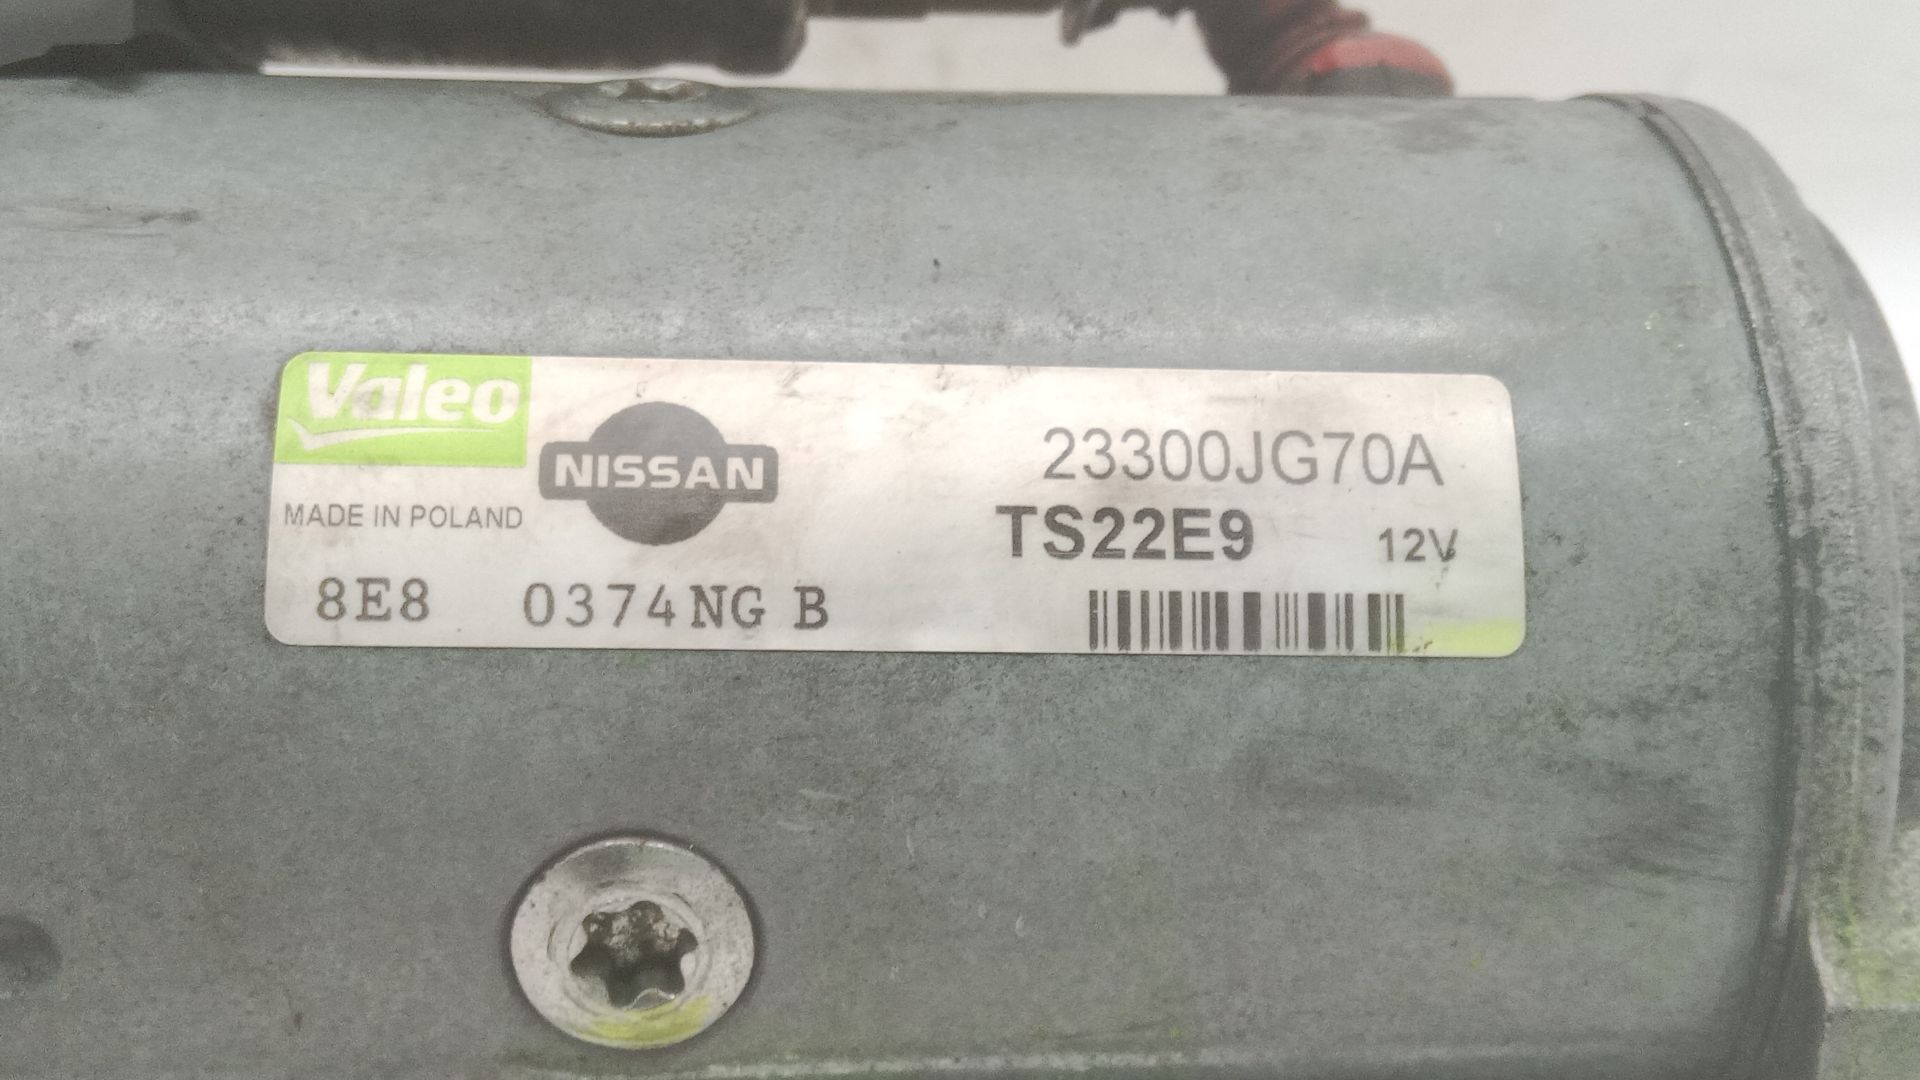 Valeo
NISSAN
MADE IN POLAND
23300JG70A
TS22E9 12V
8E8 0374NG B